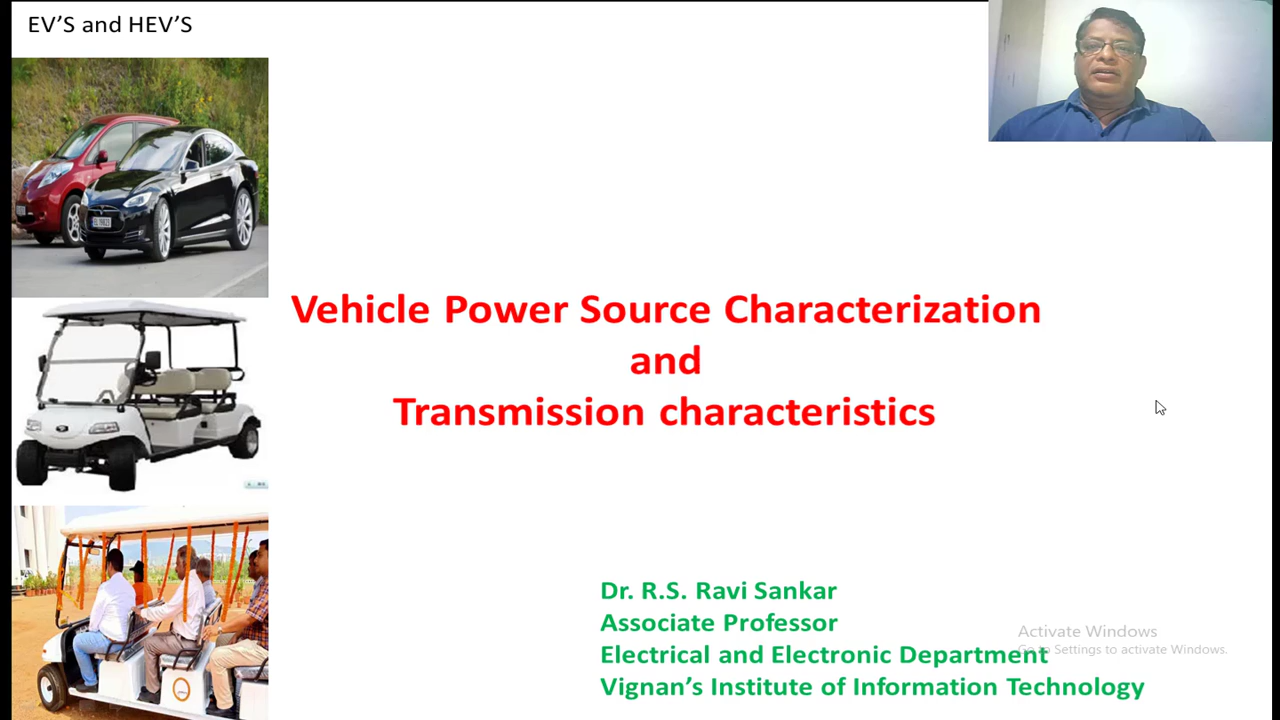 EV'S and HEV'S
Vehicle Power Source Characterization
and
Transmission characteristics
Dr. R.S. Ravi Sankar
Associate Professor
Electrical and Electronic Department
Vignan's Institute of Information Technology
Activate Windows
Go to Settings to activate Windows.